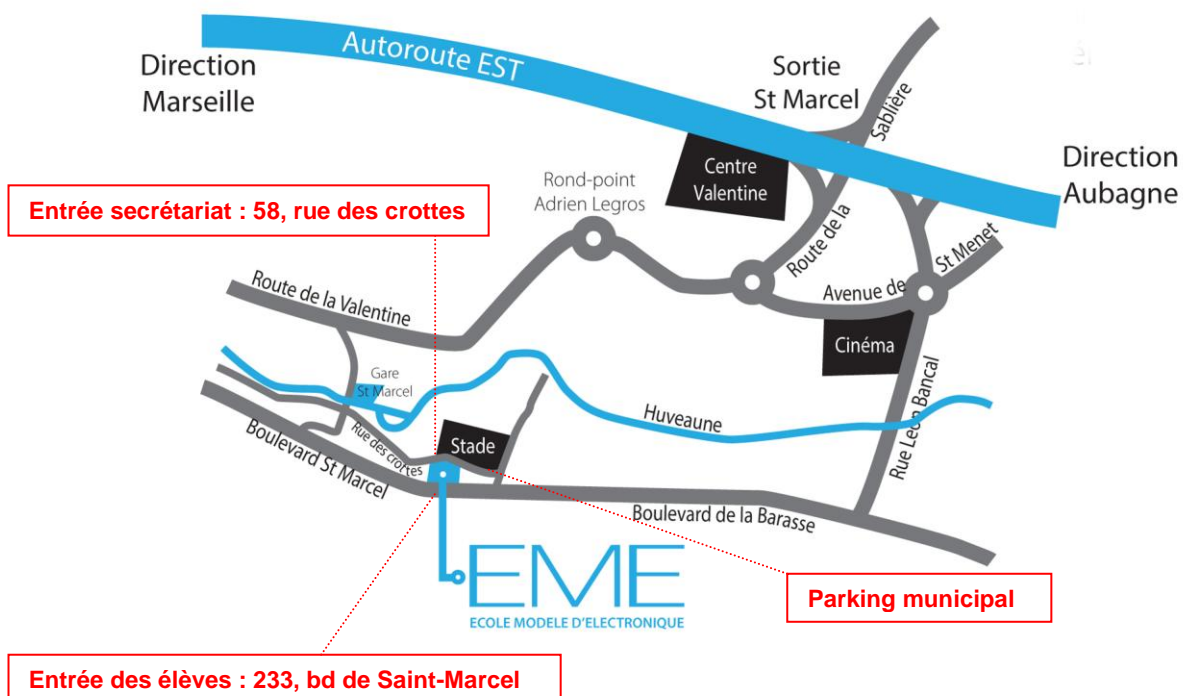 Autoroute EST
Direction
Marseille
Sortie
St Marcel
Sablière
Route de la
Centre
Valentine
Direction
Aubagne
Rond-point
Adrien Legros
Entrée secrétariat : 58, rue des crottes
St Menet
Avenue de
Route de la Valentine
Cinéma
Gare
St Marcel
Huveaune
Rue Leon Bancal
Rue des crottes
Stade
Boulevard St Marcel
Boulevard de la Barasse
EME
ECOLE MODELE D'ELECTRONIQUE
Parking municipal
Entrée des élèves : 233, bd de Saint-Marcel